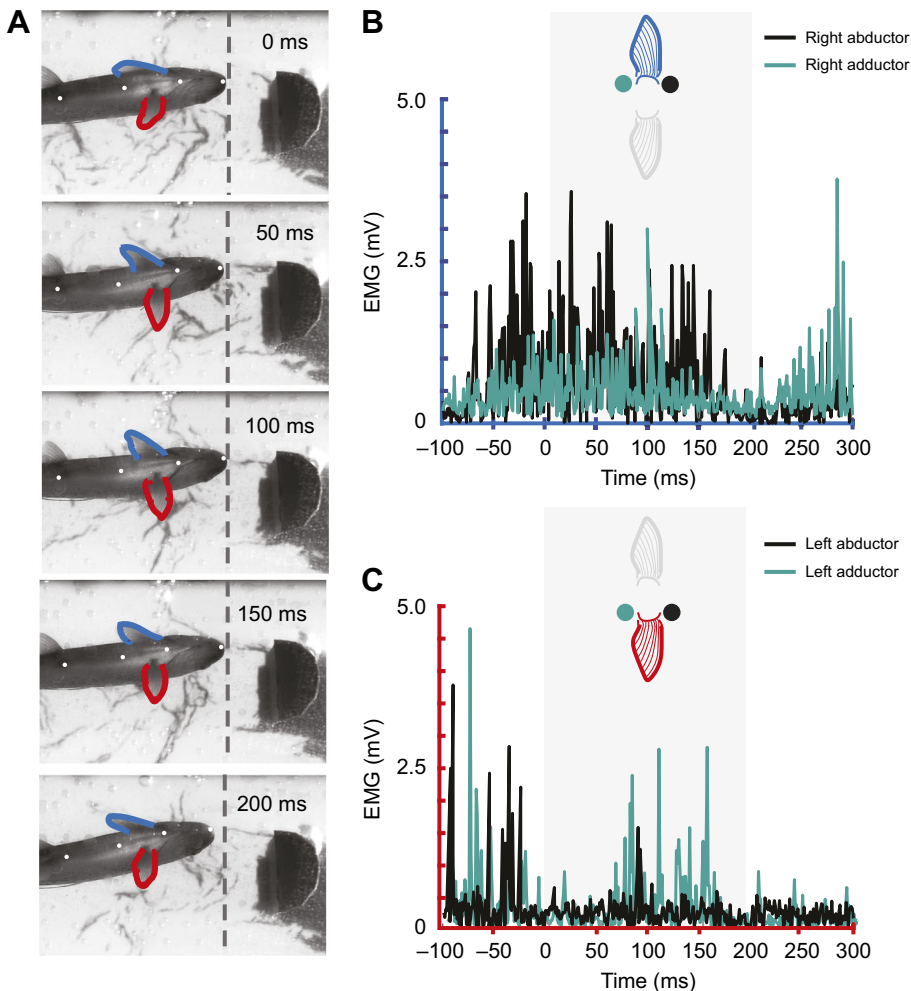 A
0 ms
50 ms
100 ms
150 ms
200 ms
B
Right abductor
Right adductor
5.0
2.5
0
EMG (mV)
–100 –50 0 50 100 150 200 250 300
Time (ms)
C
Left abductor
Left adductor
5.0
2.5
0
EMG (mV)
–100 –50 0 50 100 150 200 250 300
Time (ms)